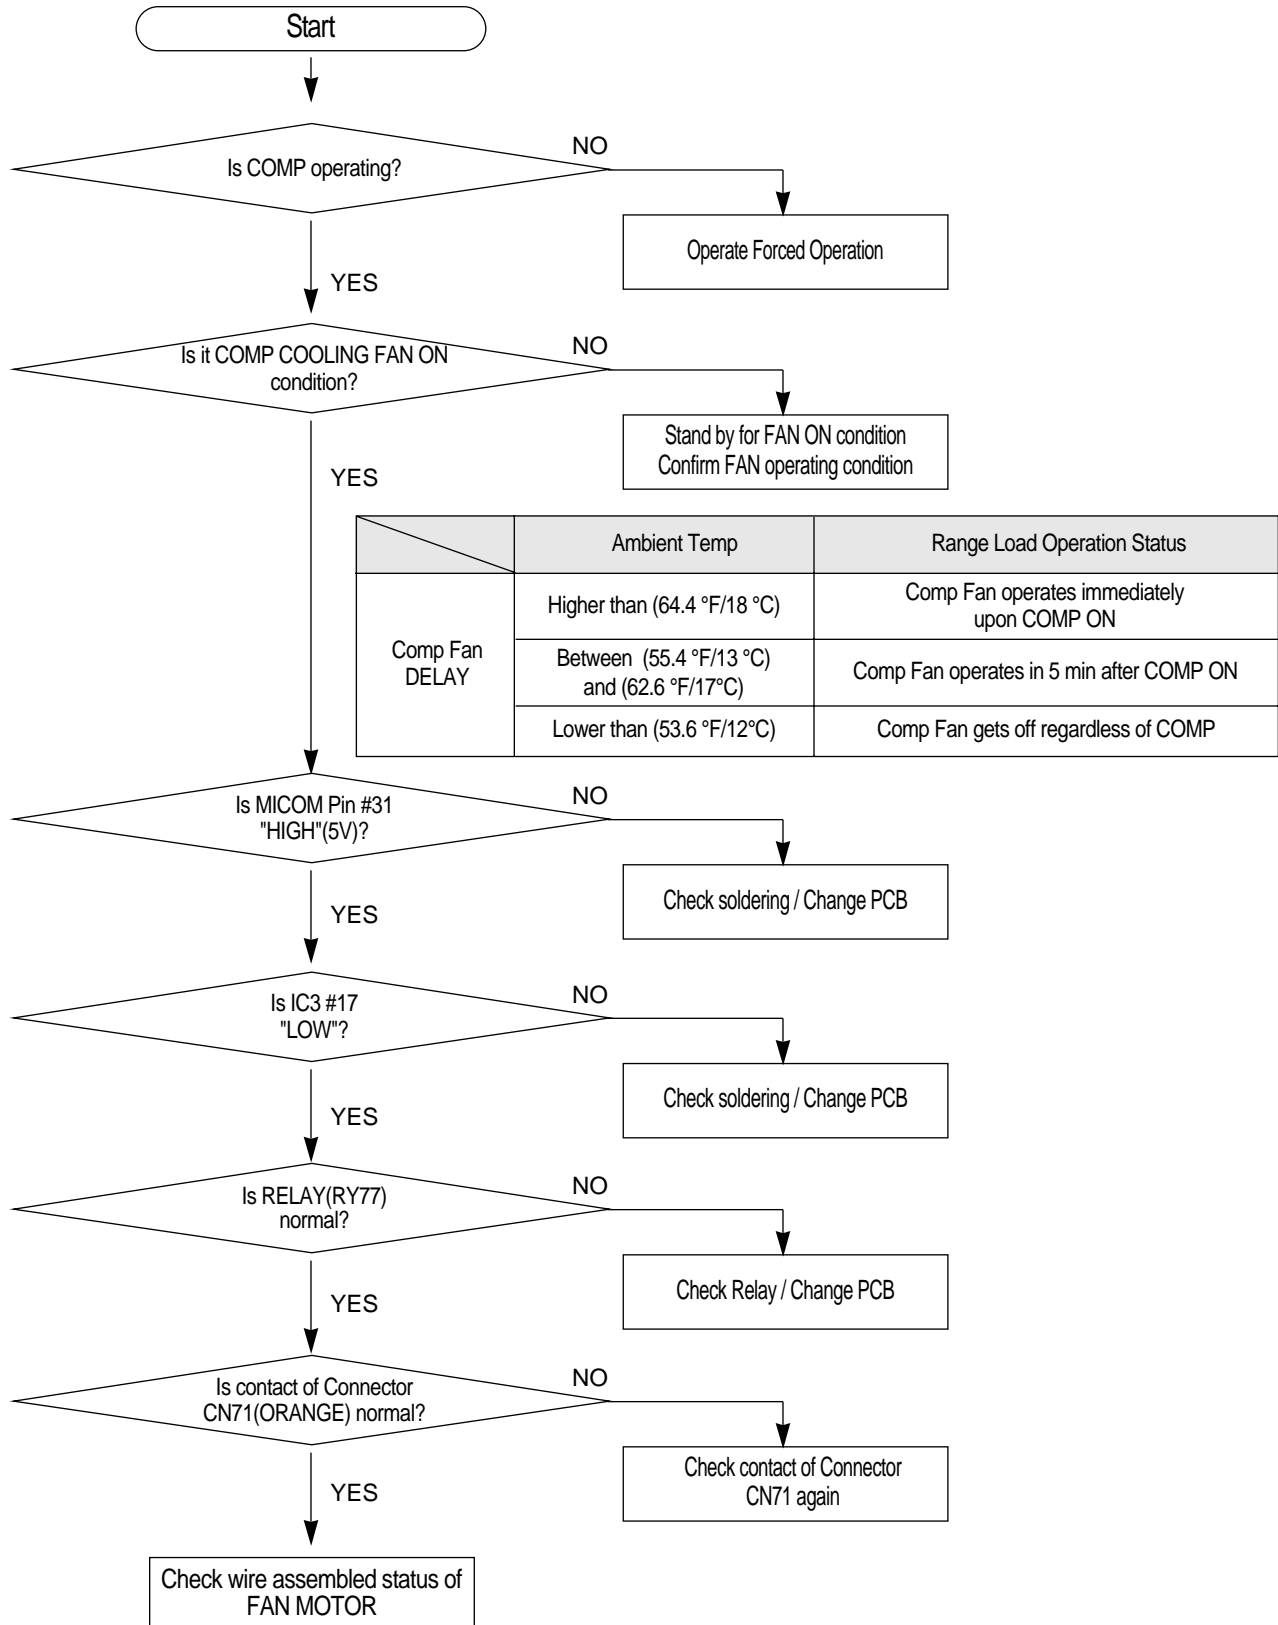 Start
Is COMP operating?
NO
Operate Forced Operation
YES
Is it COMP COOLING FAN ON
condition?
NO
Stand by for FAN ON condition
Confirm FAN operating condition
YES
Ambient Temp
Range Load Operation Status
Comp Fan
DELAY
Higher than (64.4 °F/18 °C)
Comp Fan operates immediately
upon COMP ON
Between (55.4 °F/13 °C)
and (62.6 °F/17°C)
Comp Fan operates in 5 min after COMP ON
Lower than (53.6 °F/12°C)
Comp Fan gets off regardless of COMP
Is MICOM Pin #31
"HIGH"(5V)?
NO
Check soldering / Change PCB
YES
Is IC3 #17
"LOW"?
NO
Check soldering / Change PCB
YES
Is RELAY(RY77)
normal?
NO
Check Relay / Change PCB
YES
Is contact of Connector
CN71(ORANGE) normal?
NO
Check contact of Connector
CN71 again
YES
Check wire assembled status of
FAN MOTOR